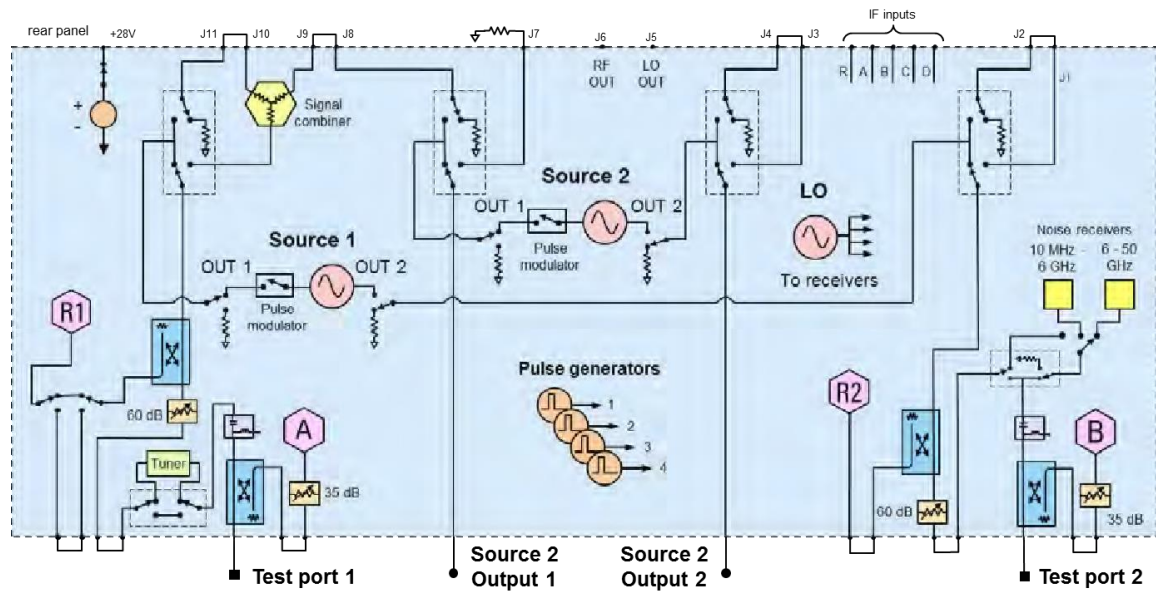 IF inputs
rear panel
+28V
J11
J10
J9
J8
J7
J6
J5
J4
J3
J2
J1
RF
OUT
LO
OUT
R
A
B
C
D
+
-
Signal
combiner
Source 2
OUT 1
OUT 2
Pulse
modulator
LO
To receivers
Noise receivers
10 MHz -
6 GHz
6 - 50
GHz
Source 1
OUT 1
OUT 2
Pulse
modulator
R1
60 dB
A
Tuner
35 dB
Pulse generators
1
2
3
4
R2
B
60 dB
35 dB
Test port 1
Source 2
Output 1
Source 2
Output 2
Test port 2